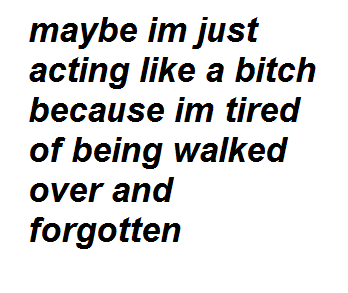 maybe im just
acting like a bitch
because im tired
of being walked
over and
forgotten